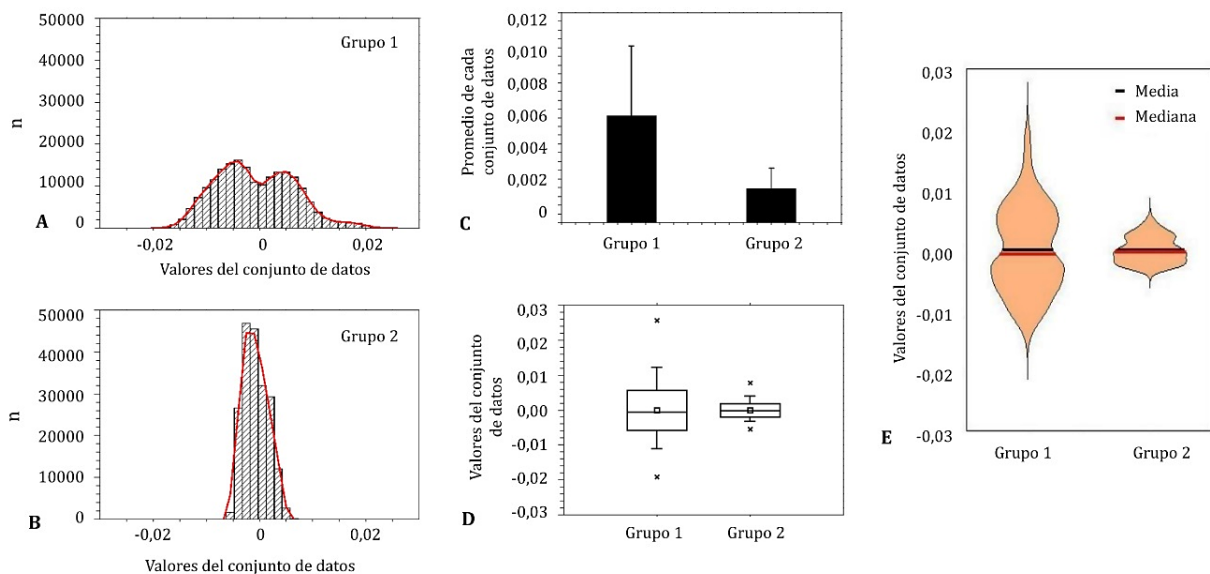 50000
40000
30000
20000
10000
0
n
Grupo 1
A
-0,02
0
0,02
Valores del conjunto de datos
50000
40000
30000
20000
10000
0
n
Grupo 2
B
-0,02
0
0,02
Valores del conjunto de datos
0,012
0,010
0,006
0,002
0
Promedio de cada
conjunto de datos
C
Grupo 1
Grupo 2
0,03
0,02
0,01
0,00
-0,01
-0,02
-0,03
Valores del conjunto
de datos
D
Grupo 1
Grupo 2
0,03
0,02
0,01
0,00
-0,01
-0,02
-0,03
Valores del conjunto de datos
Media
Mediana
E
Grupo 1
Grupo 2